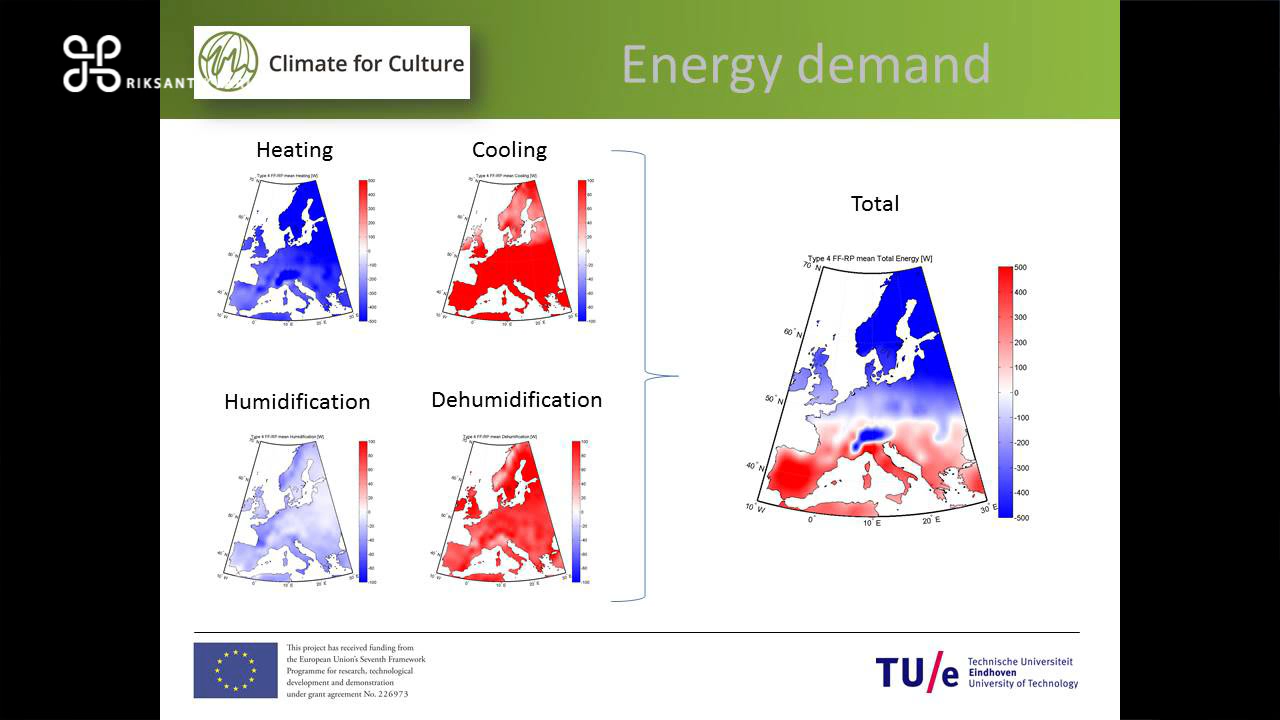 RIKSANT
Climate for Culture
Energy demand
Heating
Cooling
Total
Type 4 FF-RP mean Heating [W]
Type 4 FF-RP mean Cooling [W]
Type 4 FF-RP mean Total Energy [W]
70° N
60° N
50° N
40° N
10° W
0°
10° E
20° E
30° E
500
400
300
200
100
0
-100
-200
-300
-400
-500
Humidification
Dehumidification
Type 4 FF-RP mean Humidification [W]
Type 4 FF-RP mean Dehumidification [W]
This project has received funding from
the European Union's Seventh Framework
Programme for research, technological
development and demonstration
under grant agreement No. 226973
TU/e
Technische Universiteit
Eindhoven
University of Technology